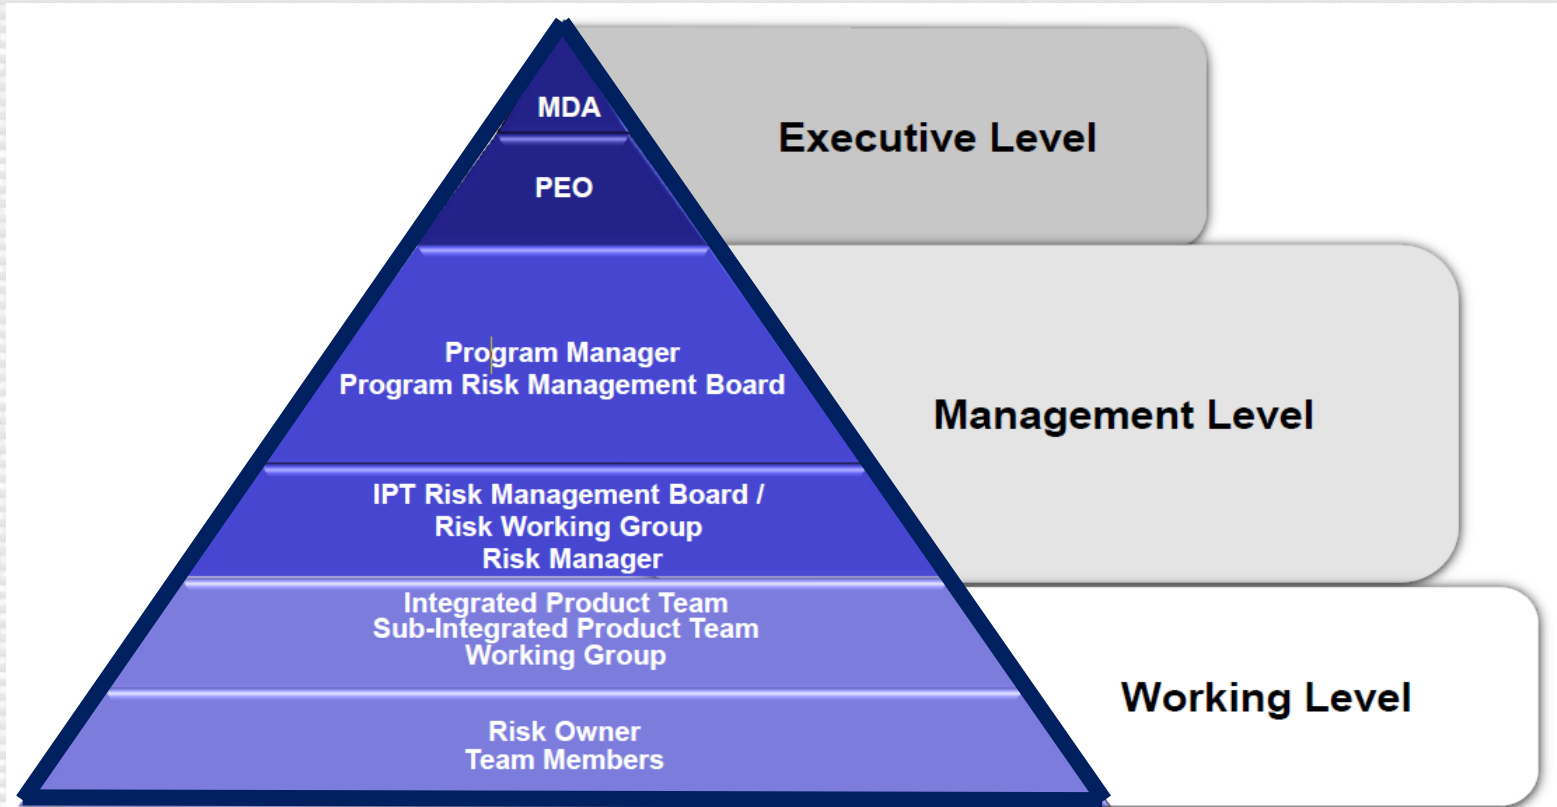 MDA
Executive Level
PEO
Program Manager
Program Risk Management Board
Management Level
IPT Risk Management Board /
Risk Working Group
Risk Manager
Integrated Product Team
Sub-Integrated Product Team
Working Group
Working Level
Risk Owner
Team Members